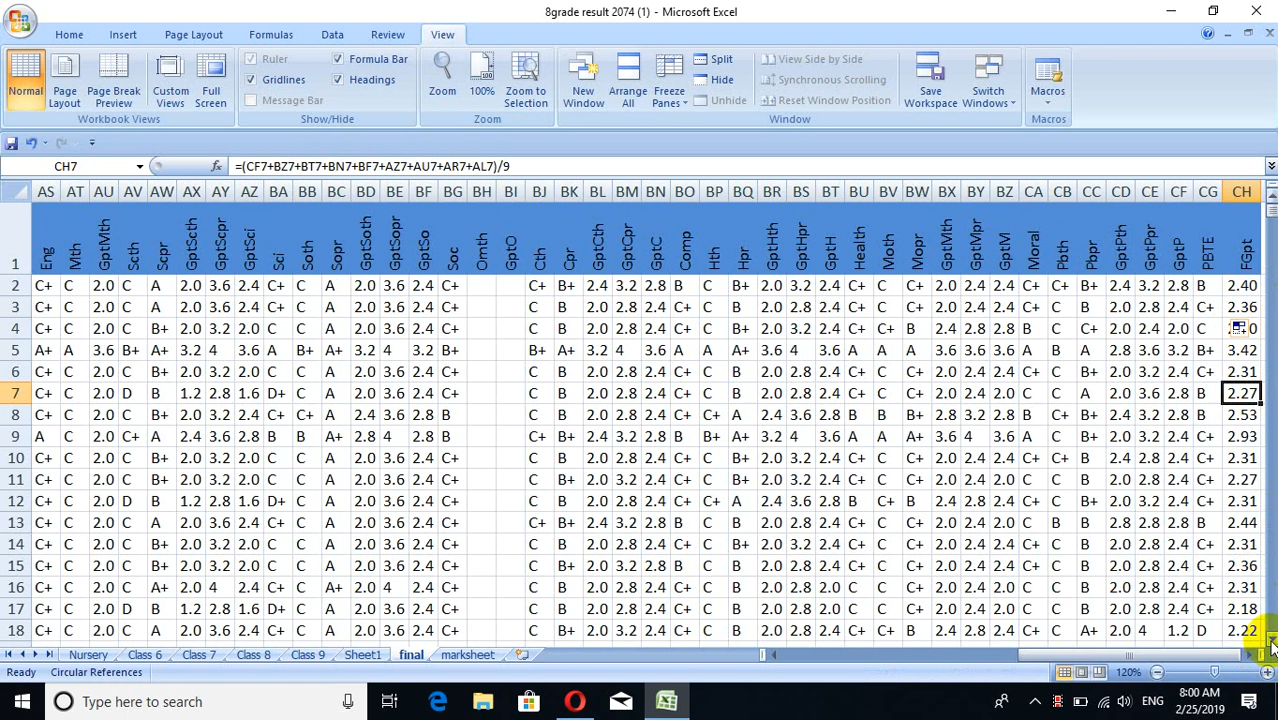 8grade result 2074 (1) - Microsoft Excel
Home Insert Page Layout Formulas Data Review View
Ruler Formula Bar Gridlines Headings Message Bar
Normal Page Layout Page Break Preview Custom Views Full Screen Zoom 100% Zoom to Selection New Window Arrange All Freeze Panes Split Hide Unhide View Side by Side Synchronous Scrolling Reset Window Position Save Workspace Switch Windows Macros
Workbook Views Show/Hide Zoom Window Macros
CH7 fx =(CF7+BZ7+BT7+BN7+BF7+AZ7+AU7+AR7+AL7)/9
AS AT AU AV AW AX AY AZ BA BB BC BD BE BF BG BH BI BJ BK BL BM BN BO BP BQ BR BS BT BU BV BW BX BY BZ CA CB CC CD CE CF CG CH
1 Eng Mth GptMth Scth Scpr GptScth GptScpr GptSci Sci Soth Sopr GptSoth GptSopr GptSo Soc Omth GptO Cth Cpr GptCth GptCpr GptC Comp Hth Hpr GptHth GptHpr GptH Health Moth Mopr GptMth GptMpr GptM Moral Pbth Pbpr GptPth GptPpr GptP PBTE FGpt
2 C+ C 2.0 C A 2.0 3.6 2.4 C+ C A 2.0 3.6 2.4 C+ C+ B+ 2.4 3.2 2.8 B C B+ 2.0 3.2 2.4 C+ C C 2.0 2.0 2.0 C+ C+ B+ 2.4 3.2 2.8 B 2.40
3 C+ C 2.0 C A 2.0 3.6 2.4 C+ C A 2.0 3.6 2.4 C+ C B 2.0 2.8 2.4 C+ C B 2.0 2.8 2.4 C+ C C 2.0 2.0 2.0 C C B 2.0 2.8 2.4 C+ 2.36
4 C+ C 2.0 C B+ 2.0 3.2 2.4 C+ C A 2.0 3.6 2.4 C+ C B 2.0 2.8 2.4 C+ C B+ 2.0 3.2 2.4 C+ C+ B 2.4 2.8 2.8 B C C+ 2.0 2.4 2.0 C
5 A+ A 3.6 B+ A+ 3.2 4 3.6 A B+ A+ 3.2 4 3.2 B+ B+ A+ 3.2 4 3.6 A A A+ 3.6 4 3.6 A A A 3.6 3.6 3.6 A B A 2.8 3.6 3.2 B+ 3.42
6 C+ C 2.0 C B+ 2.0 3.2 2.4 C+ C A 2.0 3.6 2.4 C+ C B 2.0 2.8 2.4 C+ C B 2.0 2.8 2.4 C+ C C 2.0 2.0 2.0 C+ C B+ 2.0 3.2 2.4 C+ 2.31
7 C+ C 2.0 D B 1.2 2.8 1.6 D+ C A 2.0 3.6 2.4 C+ C B 2.0 2.8 2.4 C+ C B 2.0 2.8 2.4 C+ C C+ 2.0 2.4 2.0 C C A 2.0 3.6 2.8 B 2.27
8 C+ C 2.0 C B+ 2.0 3.2 2.4 C+ C+ A 2.4 3.6 2.8 B C B 2.0 2.8 2.4 C+ C+ A 2.4 3.6 2.8 B B B+ 2.8 3.2 2.8 B C+ B+ 2.4 3.2 2.8 B 2.53
9 A C 2.0 C+ A 2.4 3.6 2.8 B B A+ 2.8 4 2.8 B C+ B+ 2.4 3.2 2.8 B B+ A+ 3.2 4 3.6 A A A+ 3.6 4 3.6 A C B+ 2.0 3.2 2.4 C+ 2.93
10 C+ C 2.0 C B+ 2.0 3.2 2.4 C+ C A 2.0 3.6 2.4 C+ C B 2.0 2.8 2.4 C+ C B 2.0 2.8 2.4 C+ C C 2.0 2.0 2.0 C+ C+ B 2.4 2.8 2.4 C+ 2.31
11 C+ C 2.0 C B+ 2.0 3.2 2.4 C+ C A 2.0 3.6 2.4 C+ C B 2.0 2.8 2.4 C+ C B 2.0 2.8 2.4 C+ C C 2.0 2.0 2.0 C C B+ 2.0 3.2 2.4 C+ 2.27
12 C+ C 2.0 D B 1.2 2.8 1.6 D+ C A 2.0 3.6 2.4 C+ C B 2.0 2.8 2.4 C+ C+ A 2.4 3.6 2.8 B C+ B 2.4 2.8 2.4 C+ C B+ 2.0 3.2 2.4 C+ 2.31
13 C+ C 2.0 C A 2.0 3.6 2.4 C+ C A 2.0 3.6 2.4 C+ C+ B+ 2.4 3.2 2.8 B C B 2.0 2.8 2.4 C+ C C 2.0 2.0 2.0 C B B 2.8 2.8 2.8 B 2.44
14 C+ C 2.0 C B+ 2.0 3.2 2.4 C+ C A 2.0 3.6 2.4 C+ C B 2.0 2.8 2.4 C+ C B+ 2.0 3.2 2.4 C+ C C 2.0 2.0 2.0 C C B 2.0 2.8 2.4 C+ 2.31
15 C+ C 2.0 C B+ 2.0 3.2 2.4 C+ C A 2.0 3.6 2.4 C+ C B 2.0 2.8 2.4 C+ C B 2.0 2.8 2.4 C+ C C 2.0 2.0 2.0 C C B 2.0 2.8 2.4 C+ 2.36
16 C+ C 2.0 C A+ 2.0 4 2.4 C+ C A+ 2.0 4 2.4 C+ C B 2.0 2.8 2.4 C+ C B 2.0 2.8 2.4 C C C 2.0 2.0 2.0 C C B 2.0 2.8 2.4 C+ 2.31
17 C+ C 2.0 D B 1.2 2.8 1.6 D+ C A 2.0 3.6 2.4 C+ C B 2.0 2.8 2.4 C+ C B 2.0 2.8 2.4 C+ C C 2.0 2.0 2.0 C C B 2.0 2.8 2.4 C+ 2.18
18 C+ C 2.0 C A 2.0 3.6 2.4 C+ C A 2.0 3.6 2.4 C+ C B+ 2.0 3.2 2.4 C+ C B 2.0 2.8 2.4 C+ C+ B 2.4 2.8 2.4 C+ C A+ 2.0 4 1.2 D 2.22
Nursery Class 6 Class 7 Class 8 Class 9 Sheet1 final marksheet
Ready Circular References 120%
Type here to search ENG 8:00 AM 2/25/2019